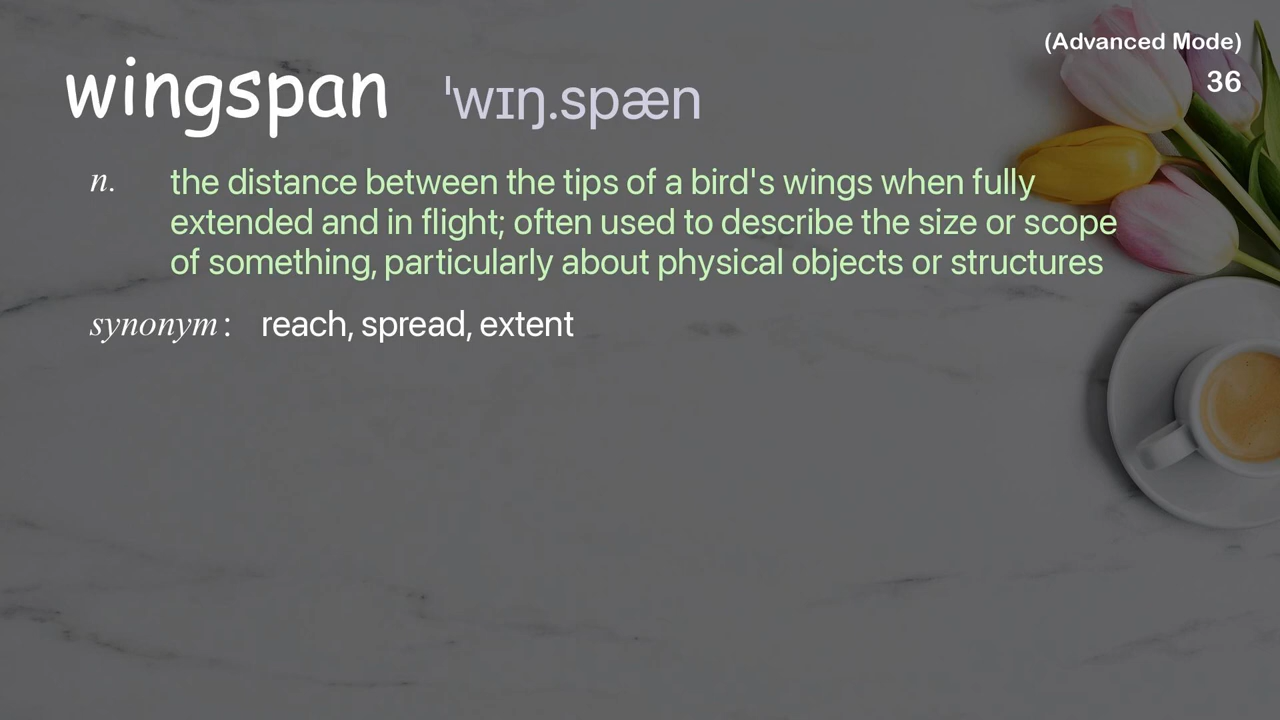 (Advanced Mode)
36
wingspan ˈwɪŋ.spæn
n. the distance between the tips of a bird's wings when fully
extended and in flight; often used to describe the size or scope
of something, particularly about physical objects or structures
synonym: reach, spread, extent